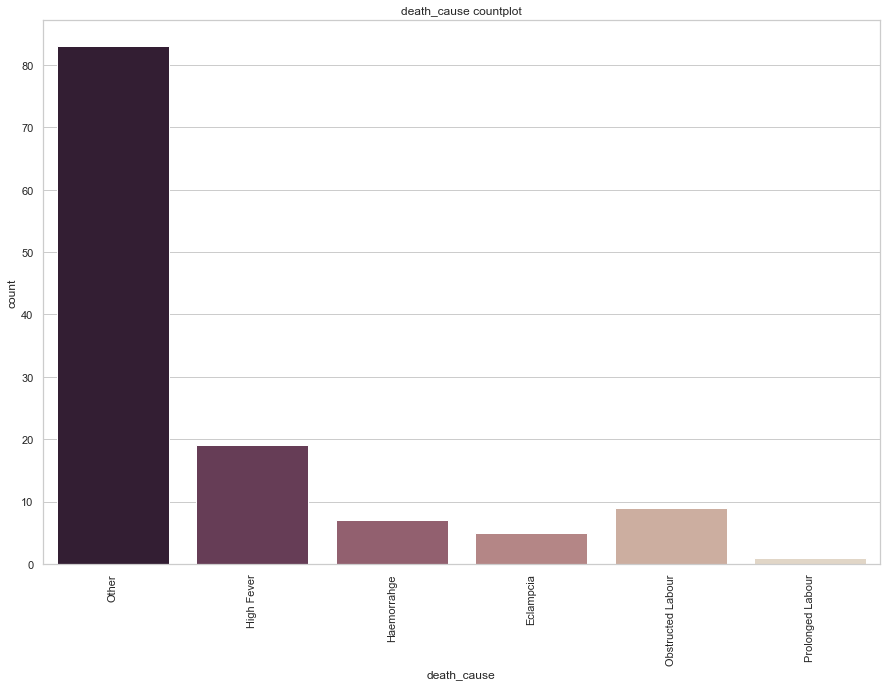 death_cause countplot
80
70
60
50
40
30
20
10
0
count
Other
High Fever
Haemorrahge
Eclampcia
Obstructed Labour
Prolonged Labour
death_cause